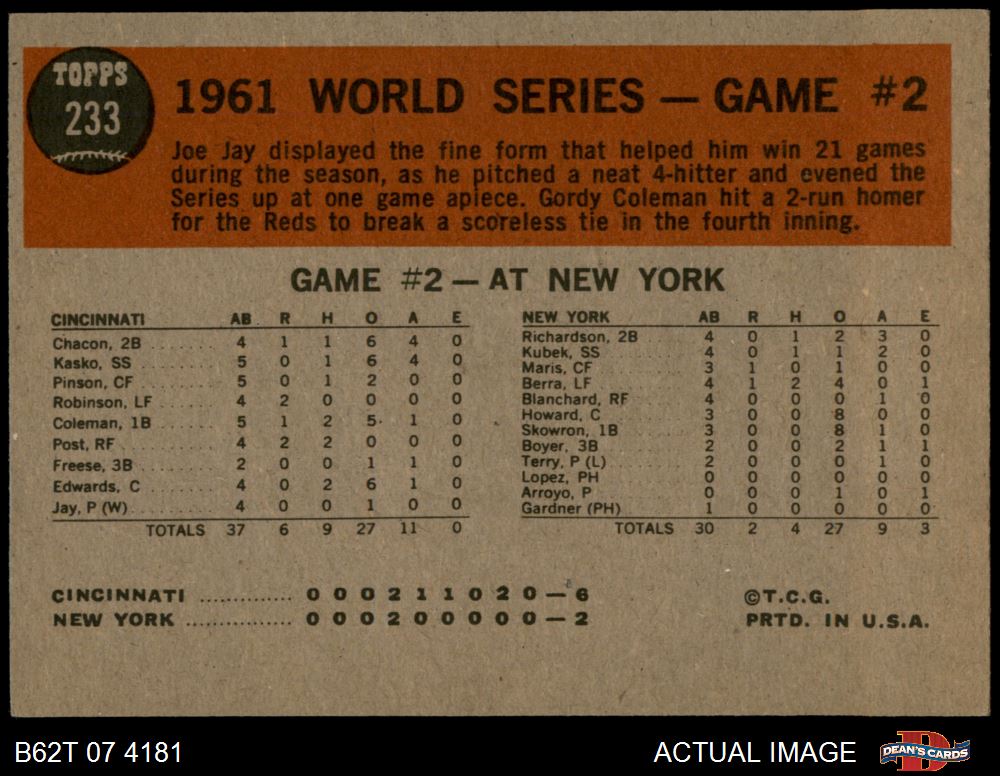 TOPPS
233
1961 WORLD SERIES — GAME #2
Joe Jay displayed the fine form that helped him win 21 games
during the season, as he pitched a neat 4-hitter and evened the
Series up at one game apiece. Gordy Coleman hit a 2-run homer
for the Reds to break a scoreless tie in the fourth inning.
GAME #2 — AT NEW YORK
CINCINNATI AB R H O A E
Chacon, 2B 4 1 1 6 4 0
Kasko, SS 5 0 1 6 4 0
Pinson, CF 5 0 1 2 0 0
Robinson, LF 4 2 0 0 0 0
Coleman, 1B 5 1 2 5 1 0
Post, RF 4 2 2 0 0 0
Freese, 3B 2 0 0 1 1 0
Edwards, C 4 0 2 6 1 0
Jay, P (W) 4 0 0 1 0 0
TOTALS 37 6 9 27 11 0
NEW YORK AB R H O A E
Richardson, 2B 4 0 1 2 3 0
Kubek, SS 4 0 1 1 2 0
Maris, CF 3 1 0 1 0 0
Berra, LF 4 1 2 4 0 1
Blanchard, RF 4 0 0 0 1 0
Howard, C 3 0 0 8 0 0
Skowron, 1B 3 0 0 8 1 0
Boyer, 3B 2 0 0 2 1 1
Terry, P (L) 2 0 0 0 1 0
Lopez, PH 0 0 0 0 0 0
Arroyo, P 0 0 0 1 0 1
Gardner (PH) 1 0 0 0 0 0
TOTALS 30 2 4 27 9 3
CINCINNATI .............. 0 0 0 2 1 1 0 2 0 — 6
NEW YORK ................ 0 0 0 2 0 0 0 0 0 — 2
©T.C.G.
PRTD. IN U.S.A.
B62T 07 4181
ACTUAL IMAGE
DEAN'S CARDS